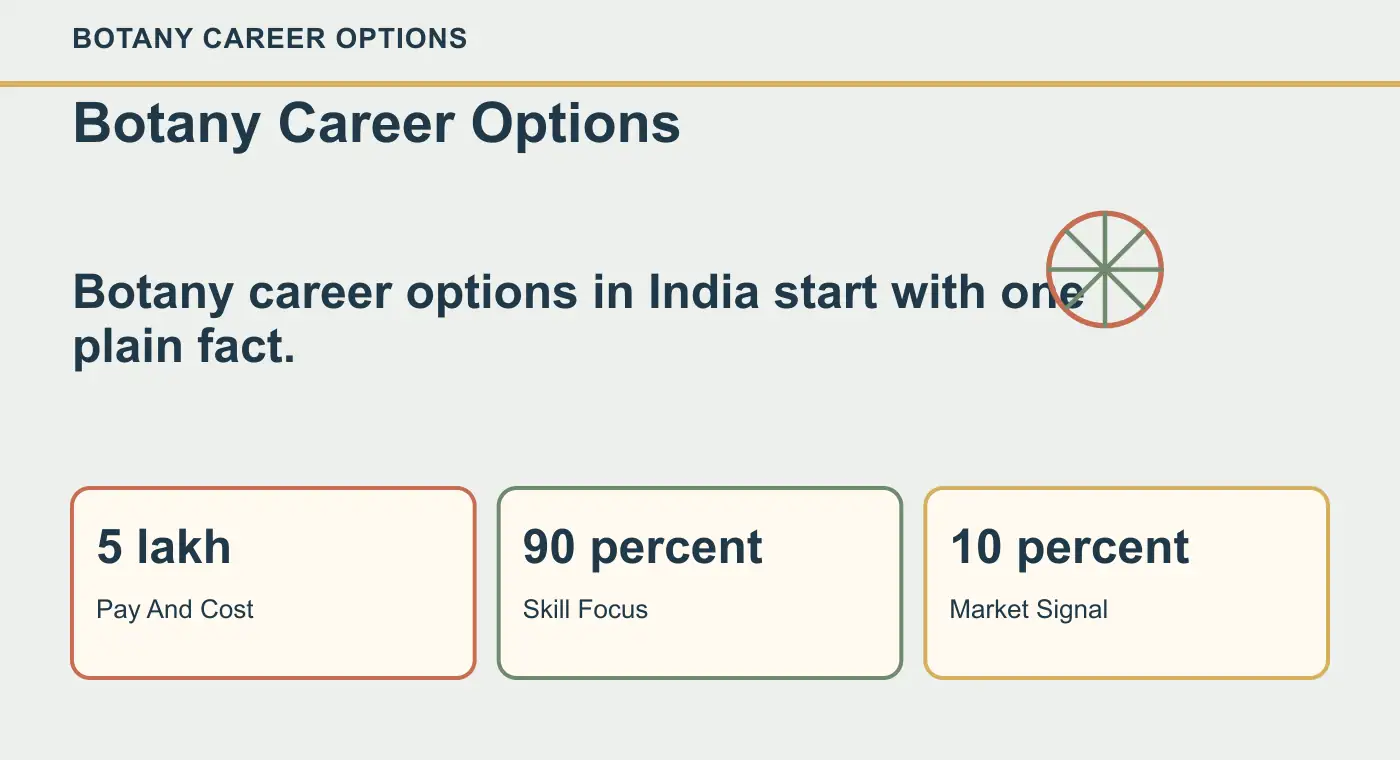 BOTANY CAREER OPTIONS
Botany Career Options
Botany career options in India start with one
plain fact.
5 lakh
Pay And Cost
90 percent
Skill Focus
10 percent
Market Signal